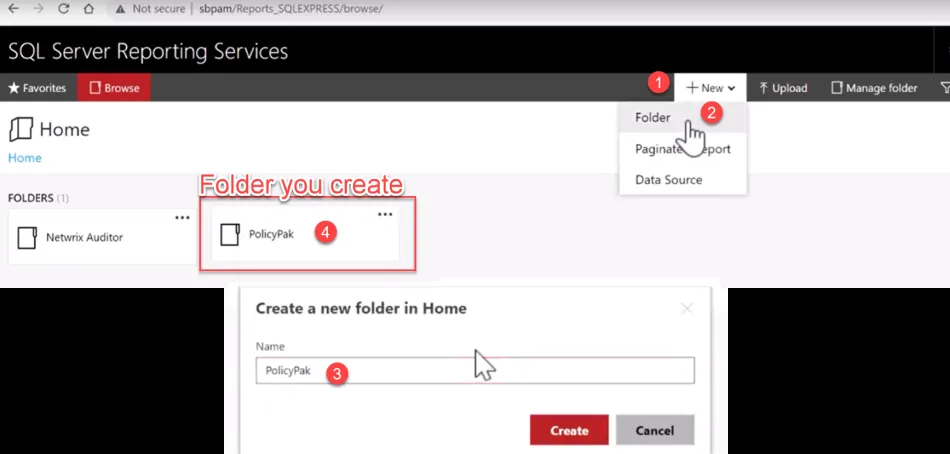 Not secure | sbpam/Reports_SQLEXPRESS/browse/
SQL Server Reporting Services
Favorites Browse 1 New Upload Manage folder
Folder 2
Home
Paginate port
Home
Data Source
Folder you create
FOLDERS (1)
Netwrix Auditor
PolicyPak 4
Create a new folder in Home
Name
PolicyPak 3
Create Cancel